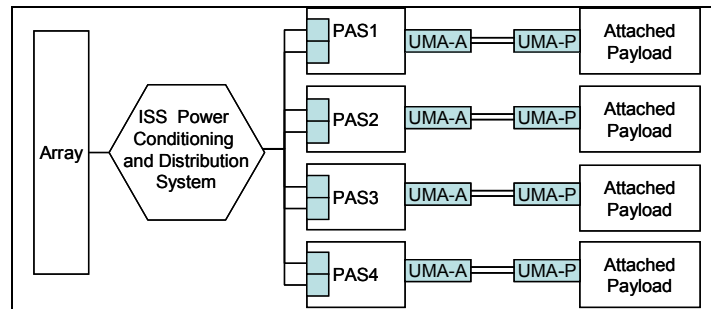 Array
ISS Power
Conditioning
and Distribution
System
PAS1
UMA-A
UMA-P
Attached
Payload
PAS2
UMA-A
UMA-P
Attached
Payload
PAS3
UMA-A
UMA-P
Attached
Payload
PAS4
UMA-A
UMA-P
Attached
Payload